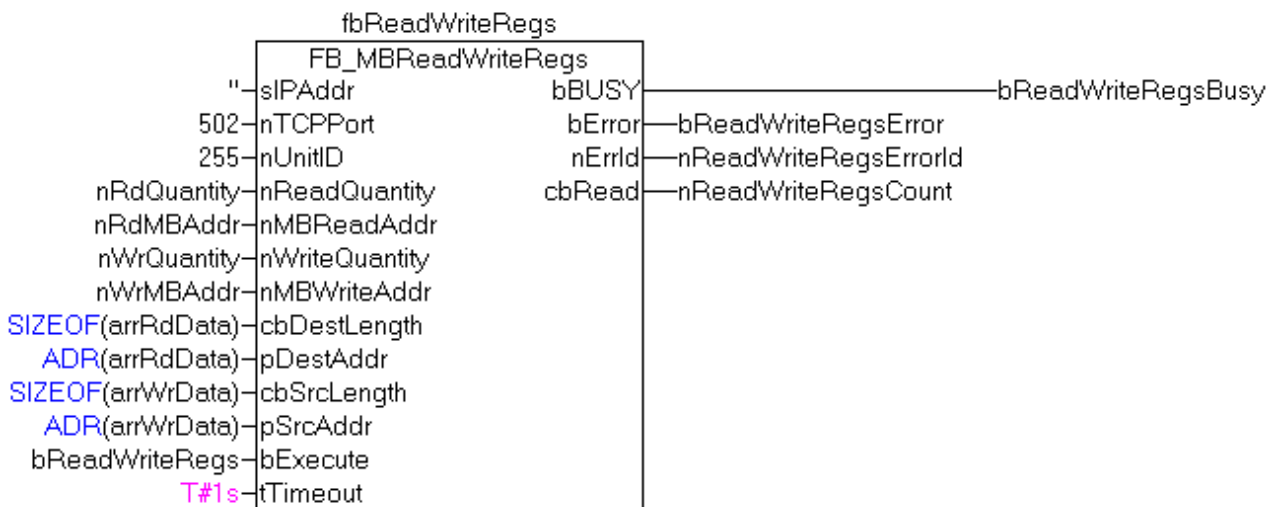 fbReadWriteRegs
FB_MBReadWriteRegs
'' sIPAddr bBUSY bReadWriteRegsBusy
502 nTCPPort bError bReadWriteRegsError
255 nUnitID nErrId nReadWriteRegsErrorId
nRdQuantity nReadQuantity cbRead nReadWriteRegsCount
nRdMBAddr nMBReadAddr
nWrQuantity nWriteQuantity
nWrMBAddr nMBWriteAddr
SIZEOF(arrRdData) cbDestLength
ADR(arrRdData) pDestAddr
SIZEOF(arrWrData) cbSrcLength
ADR(arrWrData) pSrcAddr
bReadWriteRegs bExecute
T#1s tTimeout